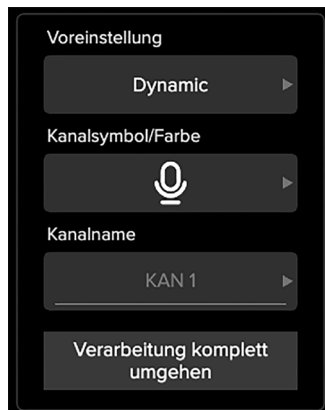 Voreinstellung
Dynamic
Kanalsymbol/Farbe
Kanalname
KAN 1
Verarbeitung komplett
umgehen